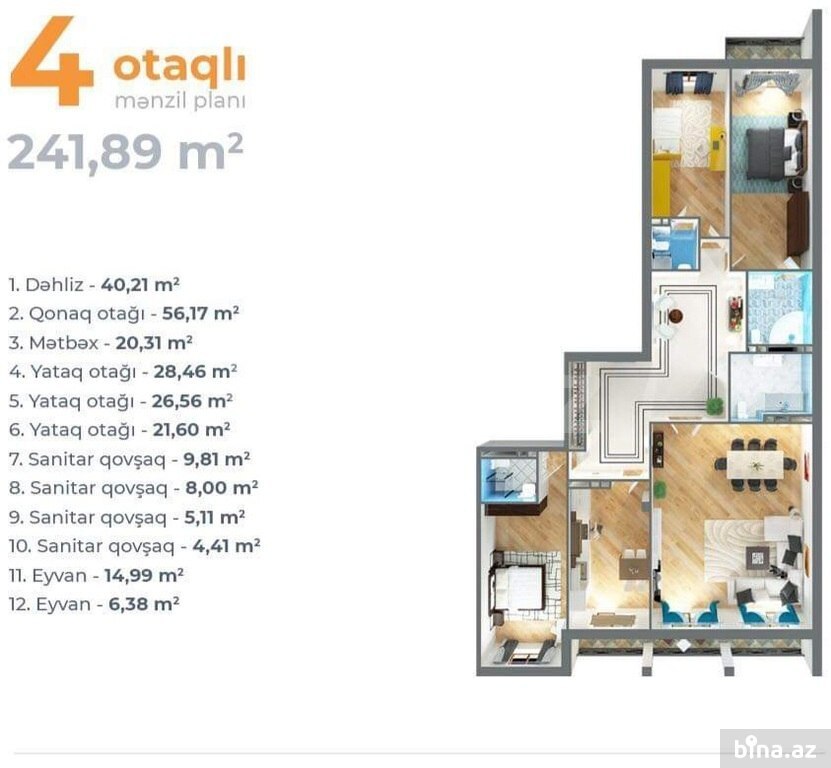 4 otaqlı
mənzil planı
241,89 m²
1. Dəhliz - 40,21 m²
2. Qonaq otağı - 56,17 m²
3. Mətbəx - 20,31 m²
4. Yataq otağı - 28,46 m²
5. Yataq otağı - 26,56 m²
6. Yataq otağı - 21,60 m²
7. Sanitar qovşaq - 9,81 m²
8. Sanitar qovşaq - 8,00 m²
9. Sanitar qovşaq - 5,11 m²
10. Sanitar qovşaq - 4,41 m²
11. Eyvan - 14,99 m²
12. Eyvan - 6,38 m²
bina.az